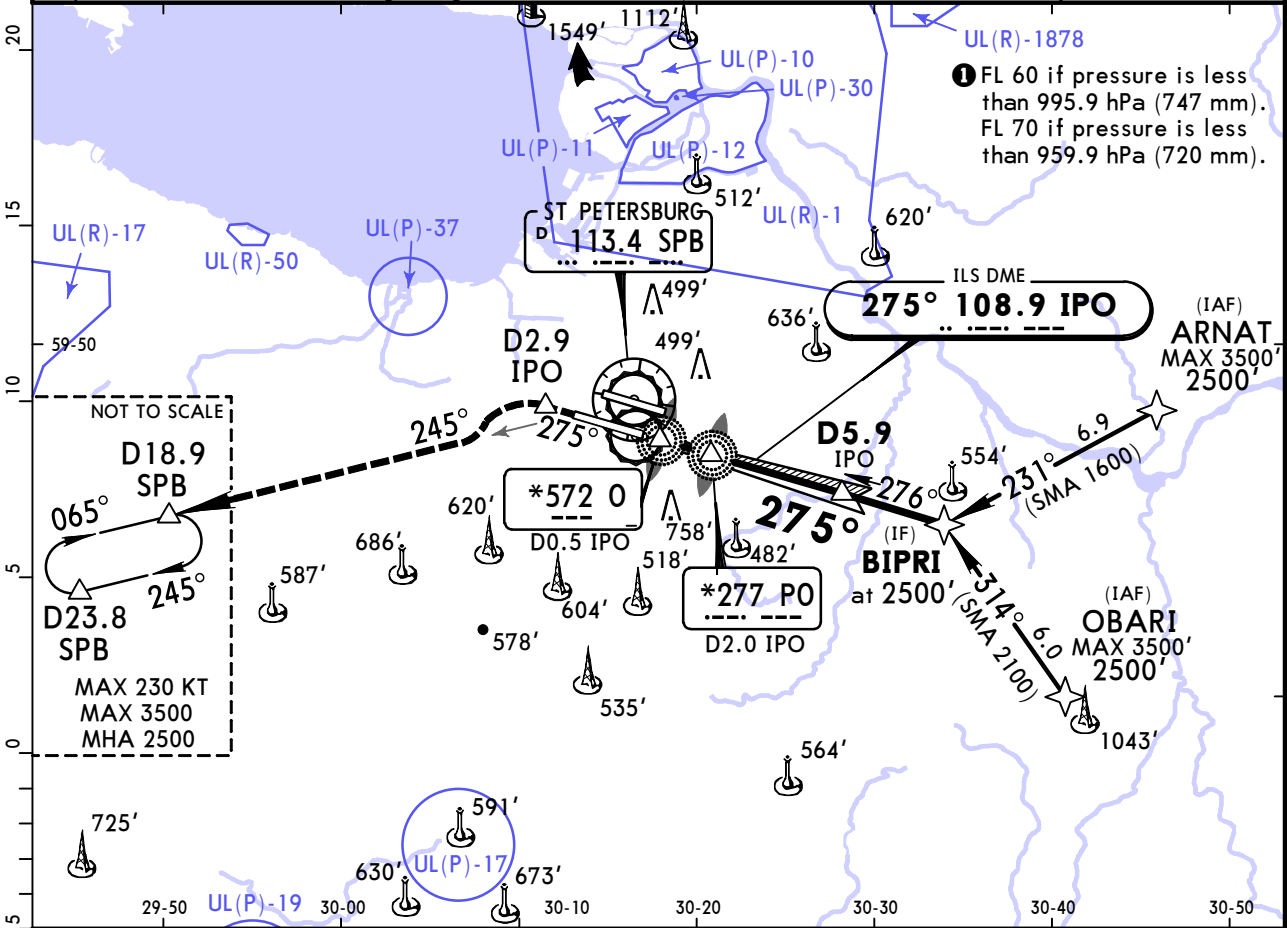 20
1549'
1112'
UL(P)-10
UL(P)-30
UL(P)-11
UL(P)-12
UL(R)-1878
1 FL 60 if pressure is less
than 995.9 hPa (747 mm).
FL 70 if pressure is less
than 959.9 hPa (720 mm).
512'
15
UL(R)-17
UL(R)-50
UL(P)-37
ST PETERSBURG
D 113.4 SPB
UL(R)-1
620'
ILS DME
275° 108.9 IPO
499'
499'
636'
59-50
(IAF)
ARNAT
MAX 3500'
2500'
D2.9
IPO
10
NOT TO SCALE
D18.9
SPB
065°
245°
D23.8
SPB
MAX 230 KT
MAX 3500
MHA 2500
245°
275°
D5.9
IPO
554'
6.9
231°
(SMA 1600)
276°
275°
*572 O
D0.5 IPO
620'
686'
587'
604'
518'
758'
482'
*277 PO
D2.0 IPO
(IF)
BIPRI
at 2500'
314°
6.0
(SMA 2100)
(IAF)
OBARI
MAX 3500'
2500'
1043'
5
578'
535'
0
564'
725'
591'
UL(P)-17
630'
673'
UL(P)-19
5
29-50
30-00
30-10
30-20
30-30
30-40
30-50